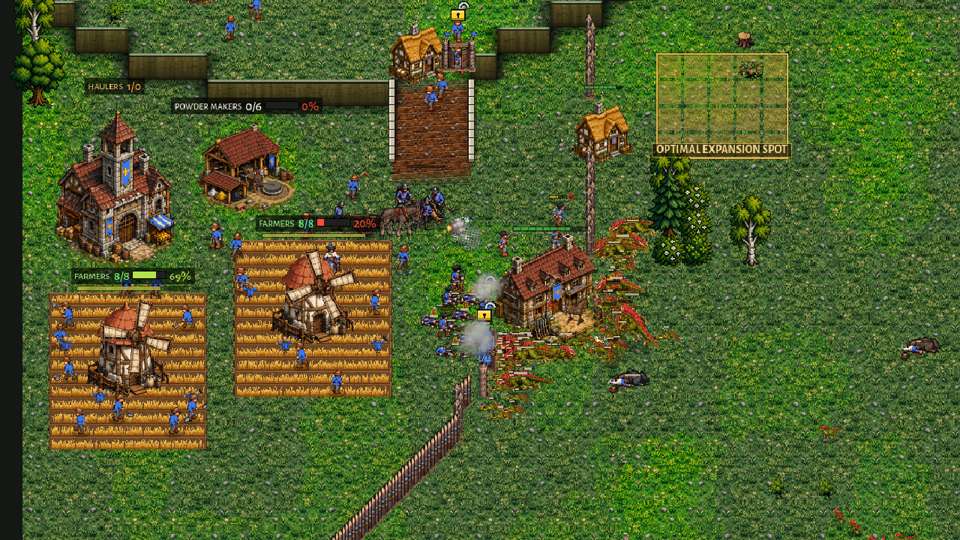 HAULERS 1/0
POWDER MAKERS 0/6 0%
OPTIMAL EXPANSION SPOT
FARMERS 8/8 20%
FARMERS 8/8 69%